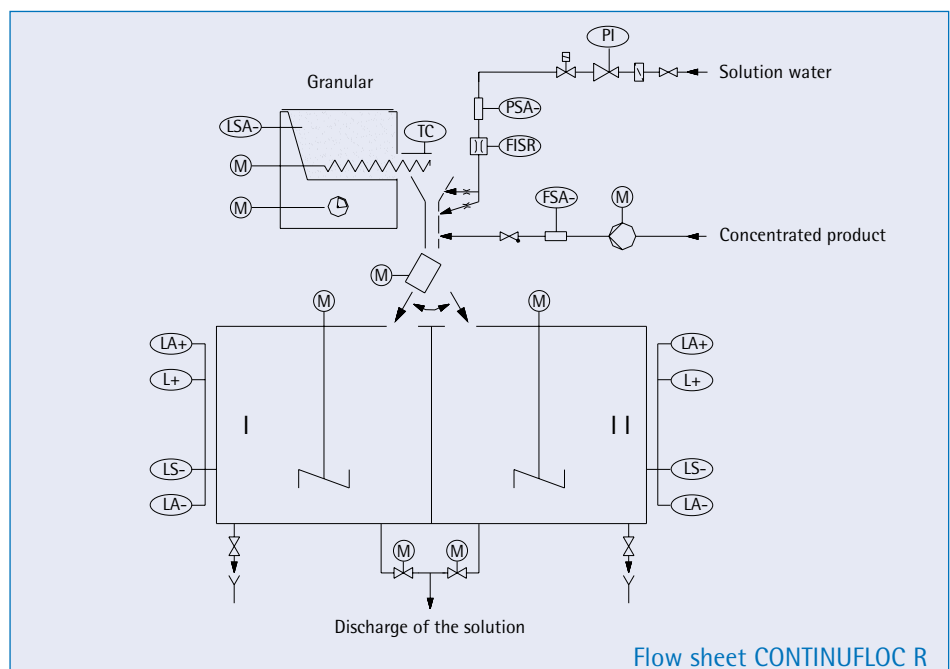 PI
Solution water
Granular
PSA-
LSA-
TC
FISR
M
FSA-
M
M
Concentrated product
M
M
M
LA+
LA+
L+
L+
I
II
LS-
LS-
LA-
LA-
M
M
Discharge of the solution
Flow sheet CONTINUFLOC R